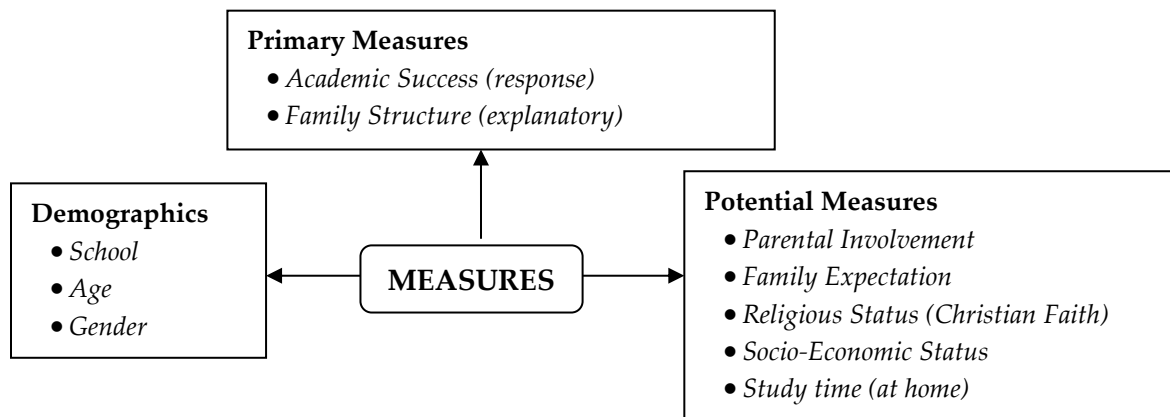 Primary Measures
• Academic Success (response)
• Family Structure (explanatory)
Demographics
• School
• Age
• Gender
MEASURES
Potential Measures
• Parental Involvement
• Family Expectation
• Religious Status (Christian Faith)
• Socio-Economic Status
• Study time (at home)